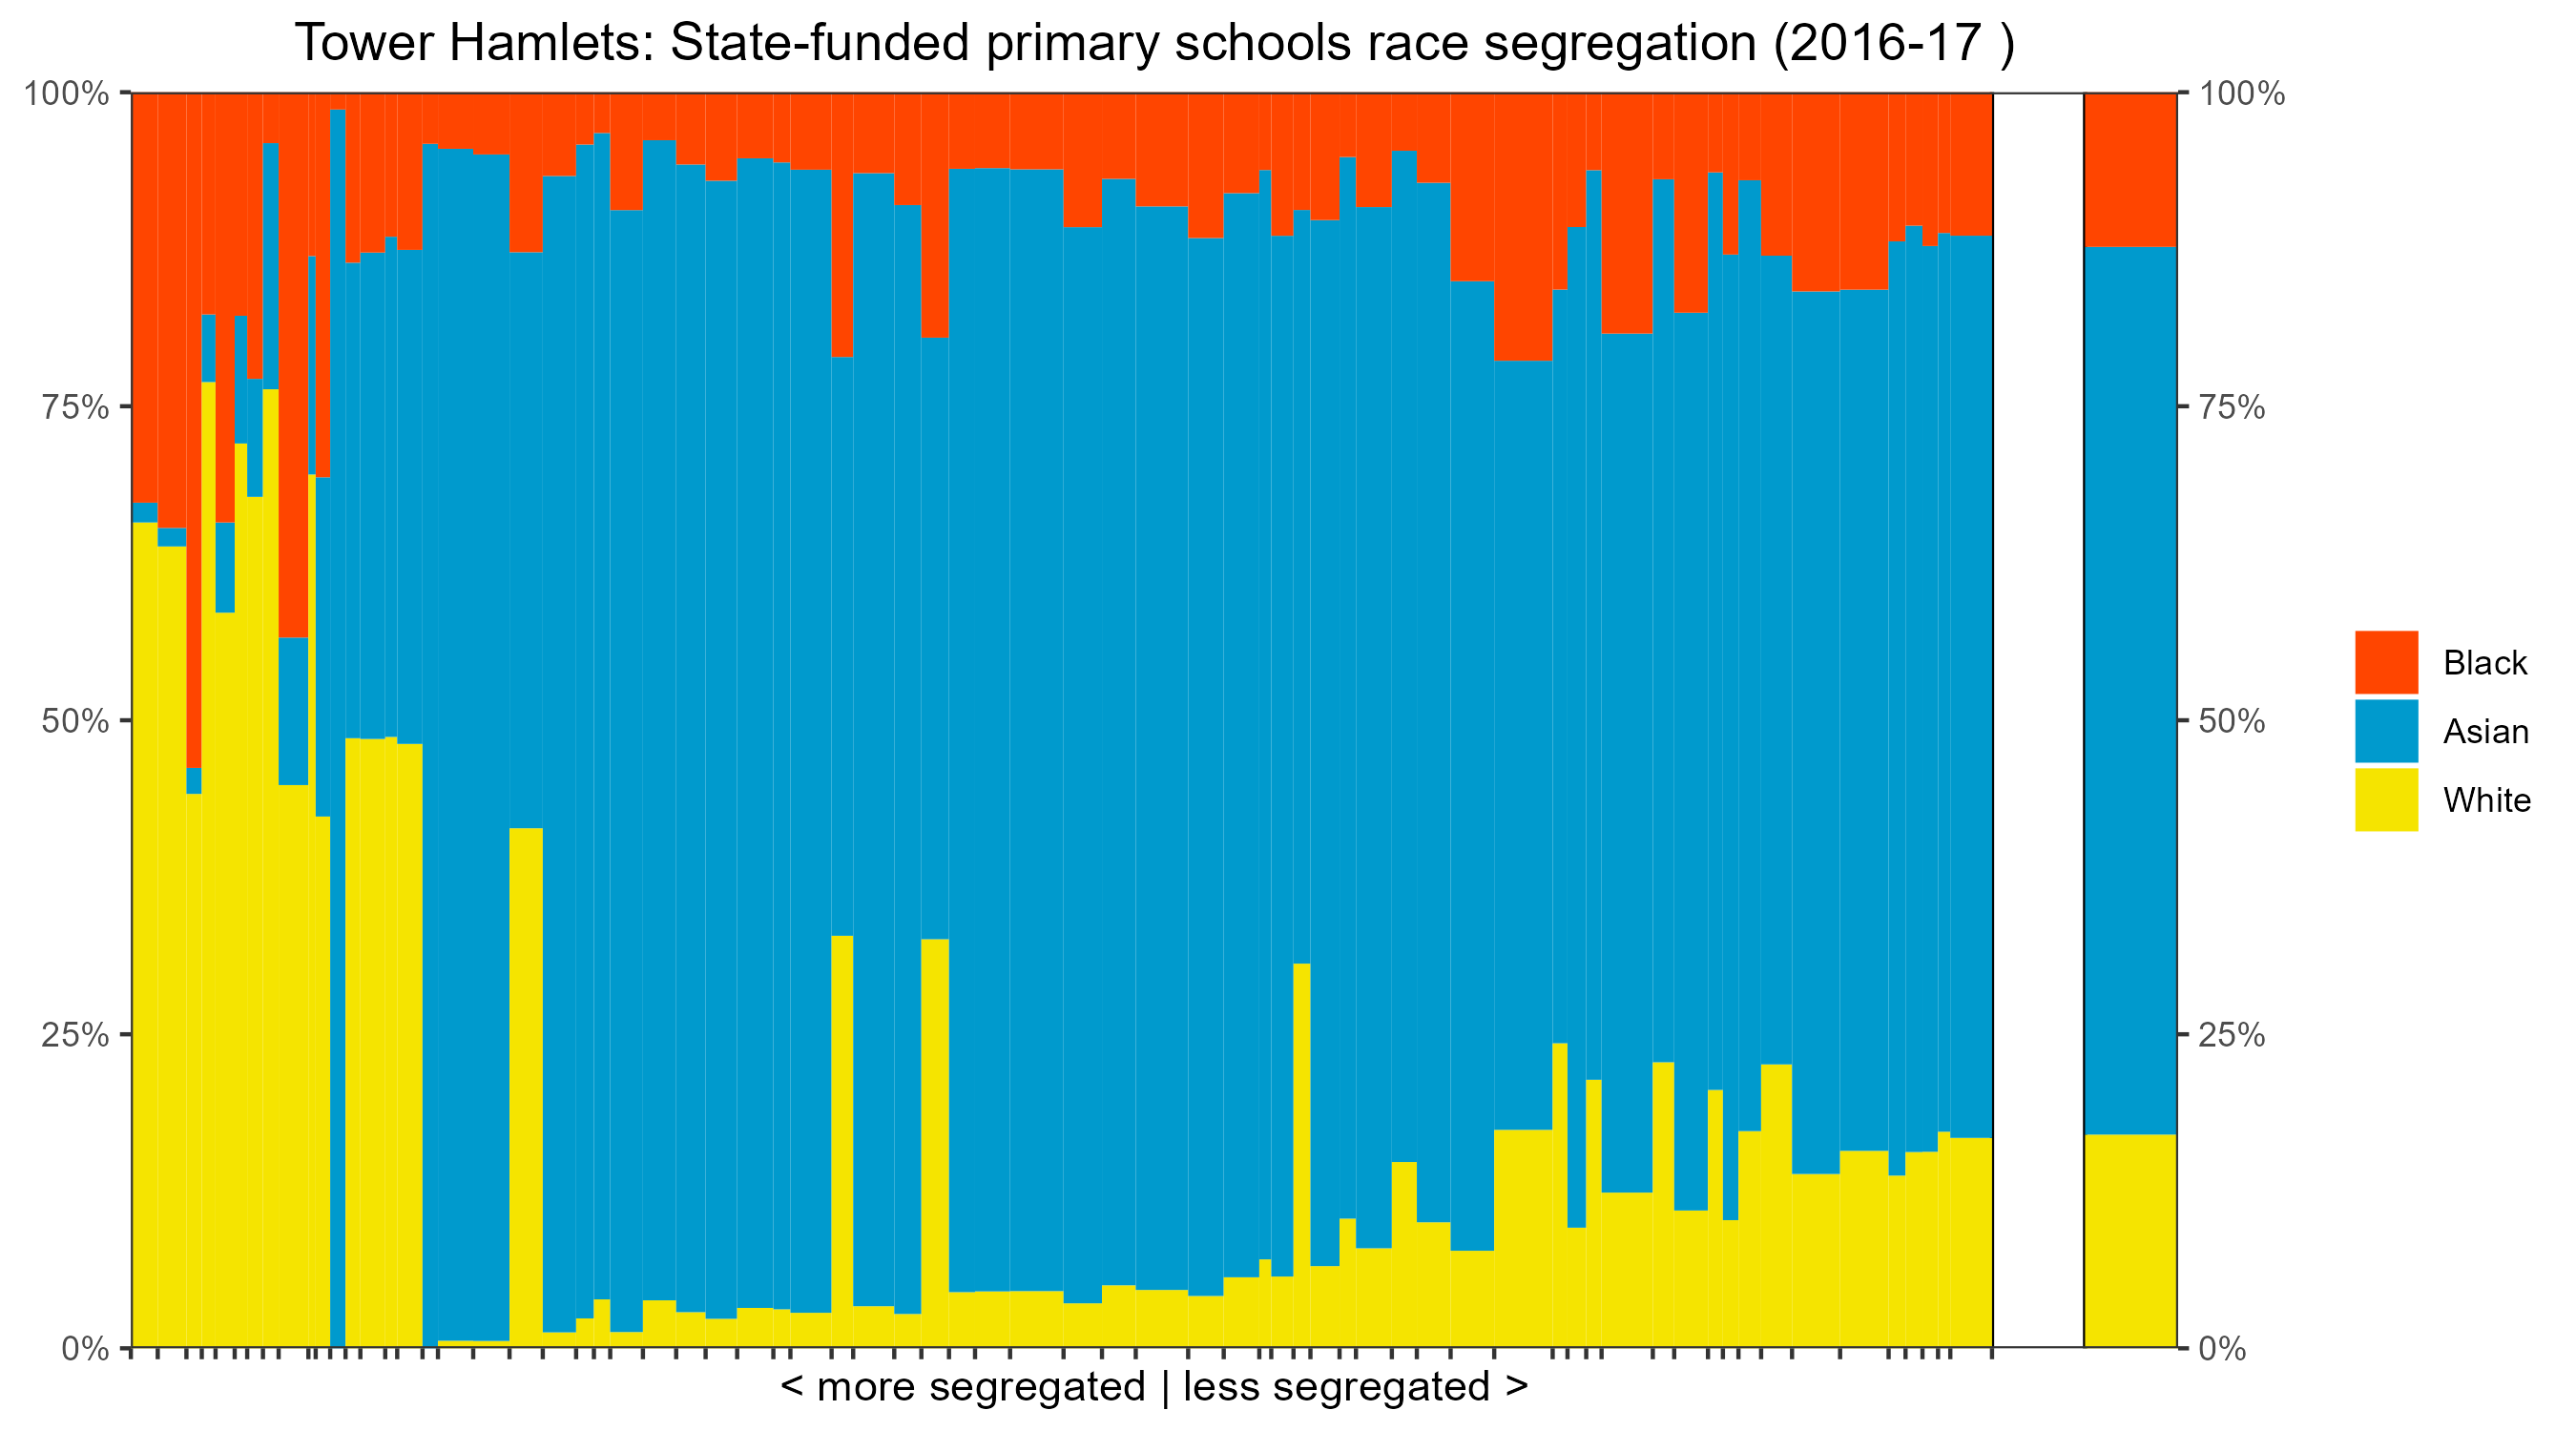 Tower Hamlets: State-funded primary schools race segregation (2016-17 )
100%
75%
50%
25%
0%
100%
75%
50%
25%
0%
Black
Asian
White
< more segregated | less segregated >